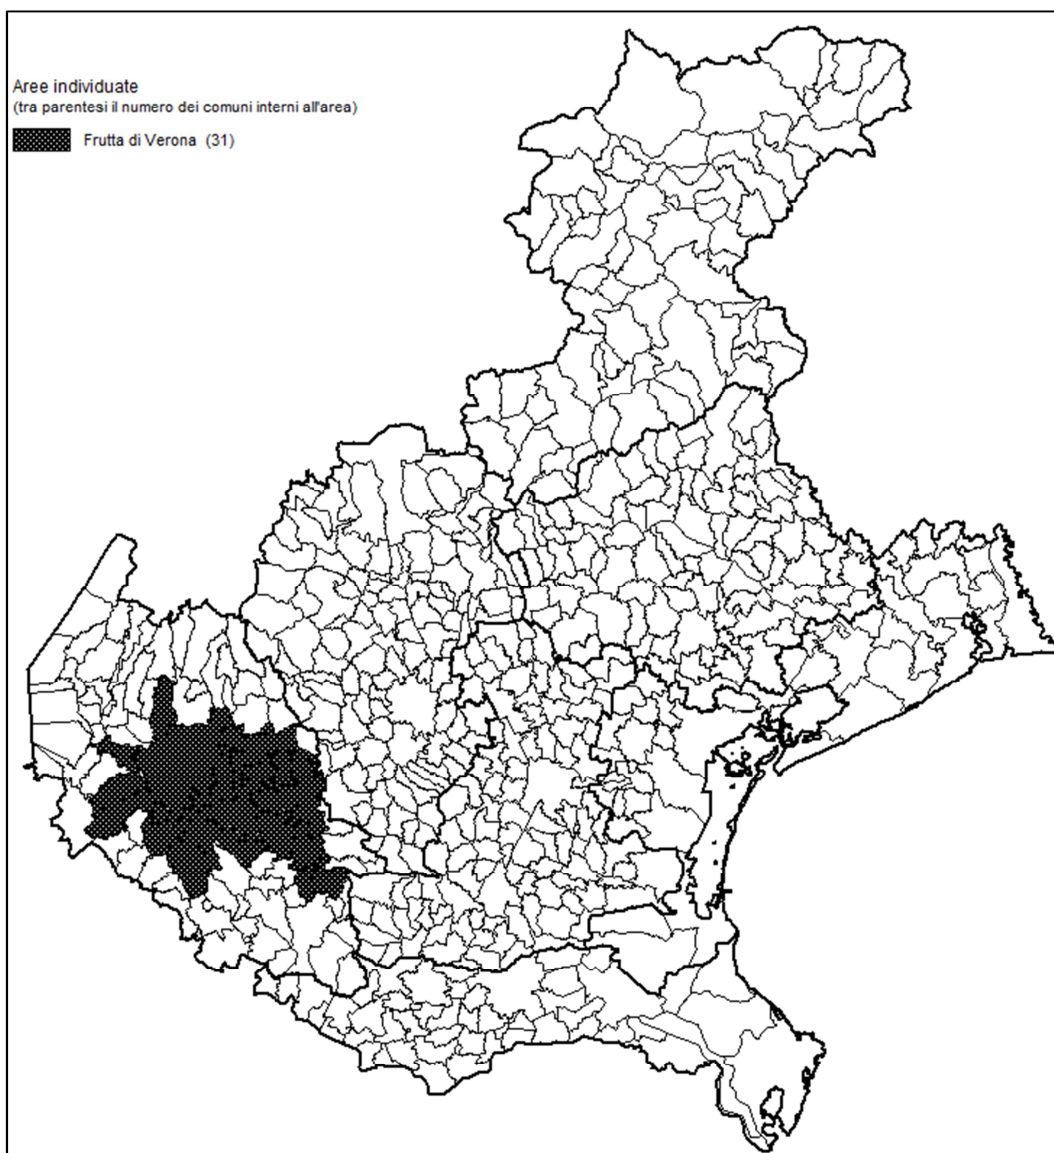 Aree individuate
(tra parentesi il numero dei comuni interni all'area)
Frutta di Verona (31)